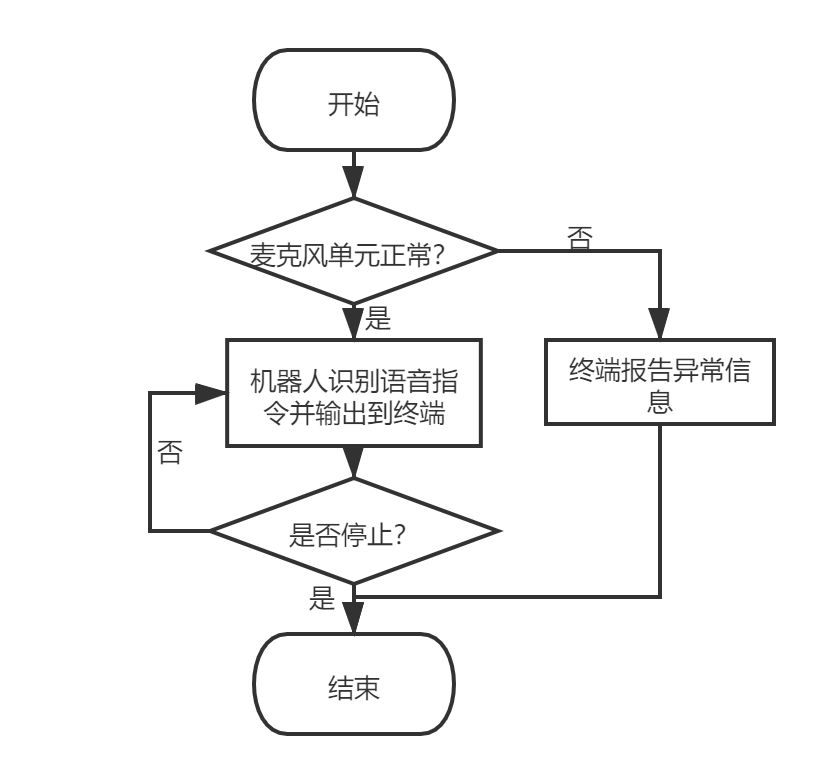 开始
麦克风单元正常？
否
是
机器人识别语音指
令并输出到终端
终端报告异常信
息
否
是否停止？
是
结束